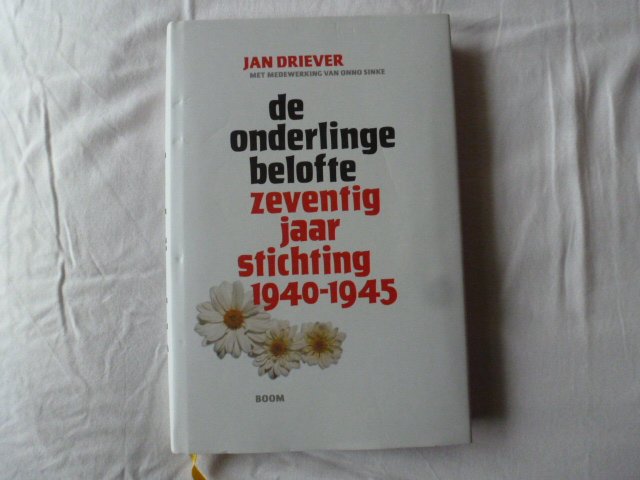 JAN DRIEVER
MET MEDEWERKING VAN ONNO SINKE
de
onderlinge
belofte
zeventig
jaar
stichting
1940-1945
BOOM